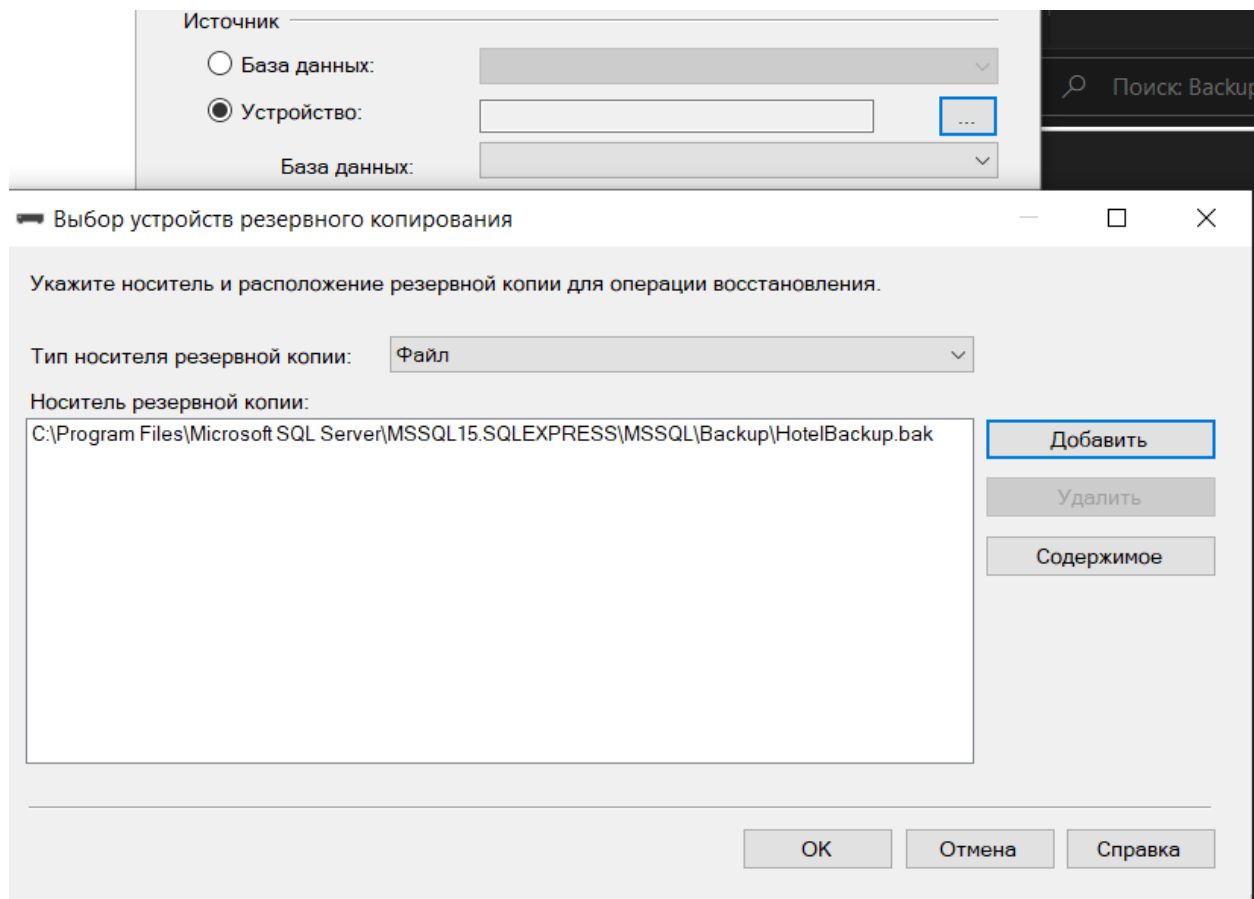 Источник
База данных:
Устройство:
...
Поиск: Backup
База данных:
Выбор устройств резервного копирования
Укажите носитель и расположение резервной копии для операции восстановления.
Тип носителя резервной копии: Файл
Носитель резервной копии:
C:\Program Files\Microsoft SQL Server\MSSQL15.SQLEXPRESS\MSSQL\Backup\HotelBackup.bak
Добавить
Удалить
Содержимое
OK Отмена Справка